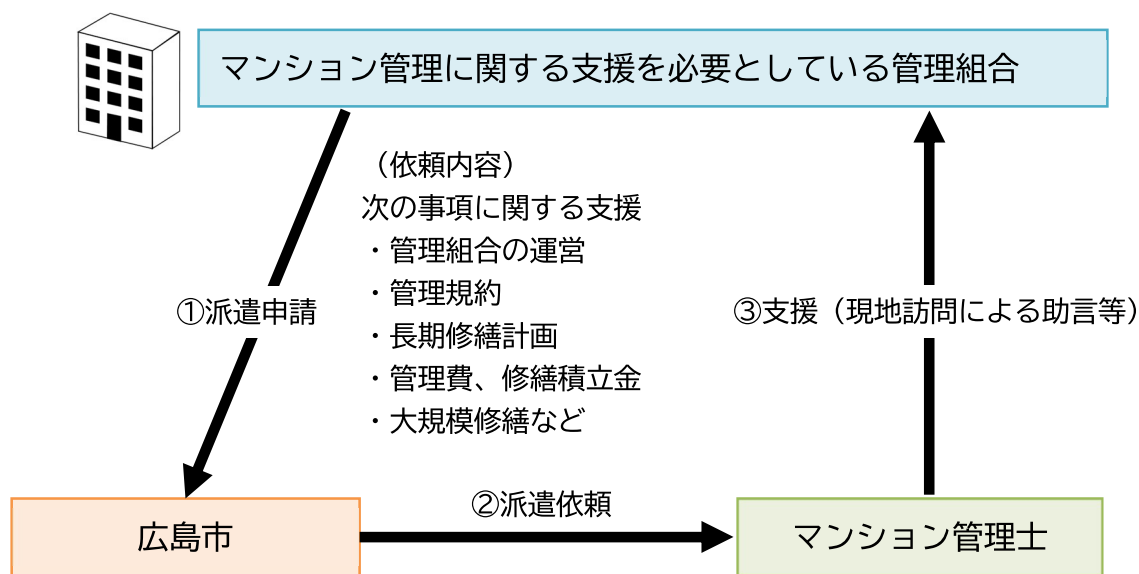 マンション管理に関する支援を必要としている管理組合
（依頼内容）
次の事項に関する支援
・管理組合の運営
・管理規約
・長期修繕計画
・管理費、修繕積立金
・大規模修繕など
①派遣申請
③支援（現地訪問による助言等）
②派遣依頼
広島市
マンション管理士